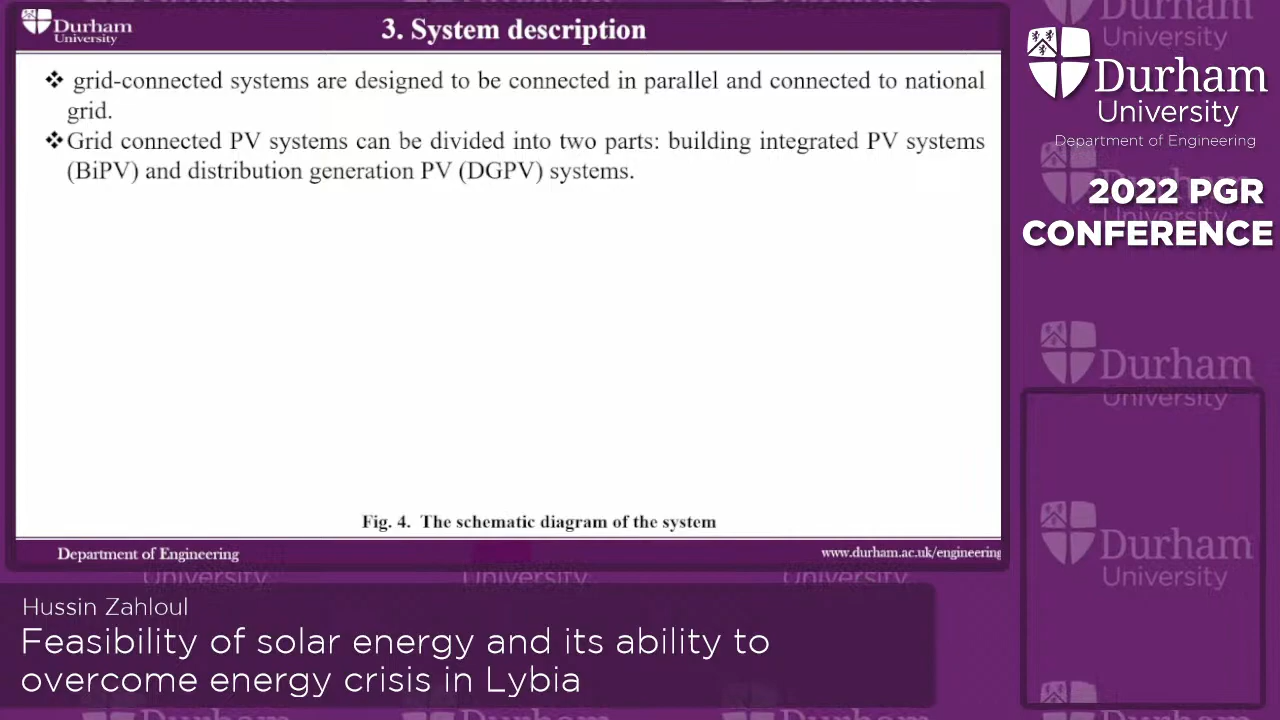 Durham
University
3. System description
❖ grid-connected systems are designed to be connected in parallel and connected to national
grid.
❖Grid connected PV systems can be divided into two parts: building integrated PV systems
(BiPV) and distribution generation PV (DGPV) systems.
Fig. 4. The schematic diagram of the system
Department of Engineering
www.durham.ac.uk/engineering
Durham
University
Department of Engineering
2022 PGR
CONFERENCE
Durham
University
Durham
University
Hussin Zahloul
Feasibility of solar energy and its ability to
overcome energy crisis in Lybia